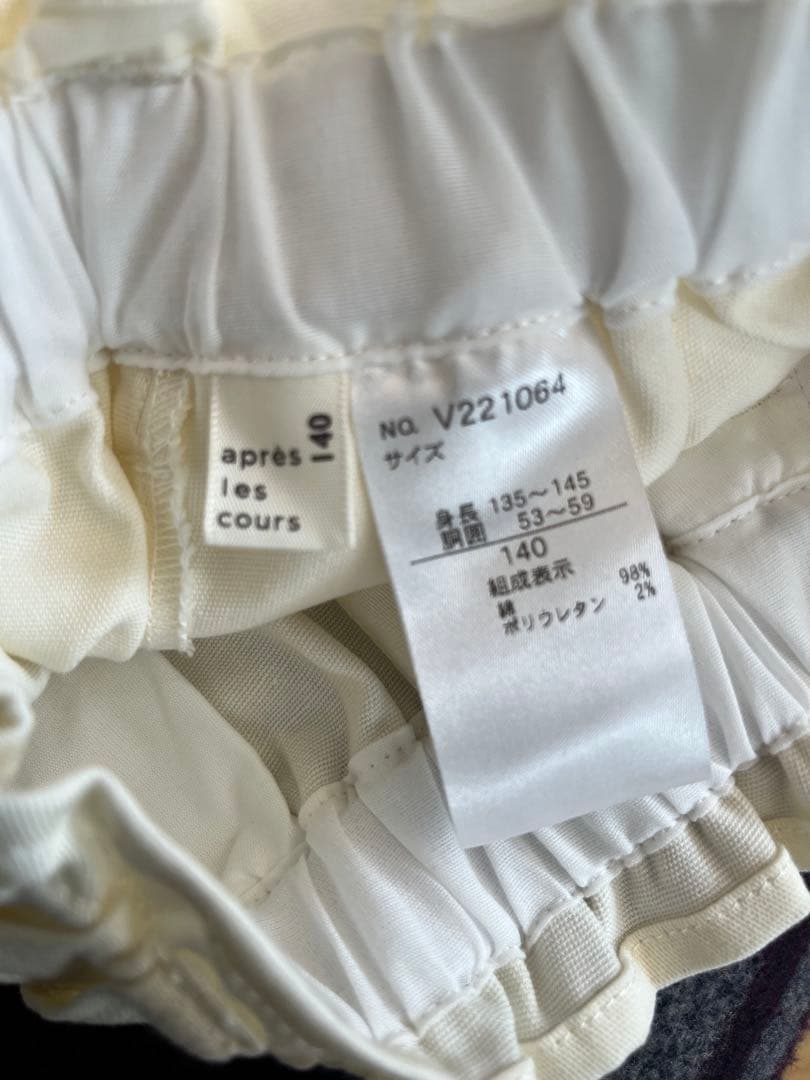 après
les
cours
140
NO. V221064
サイズ
身長 135～145
胴囲 53～59
140
組成表示
綿 98%
ポリウレタン 2%